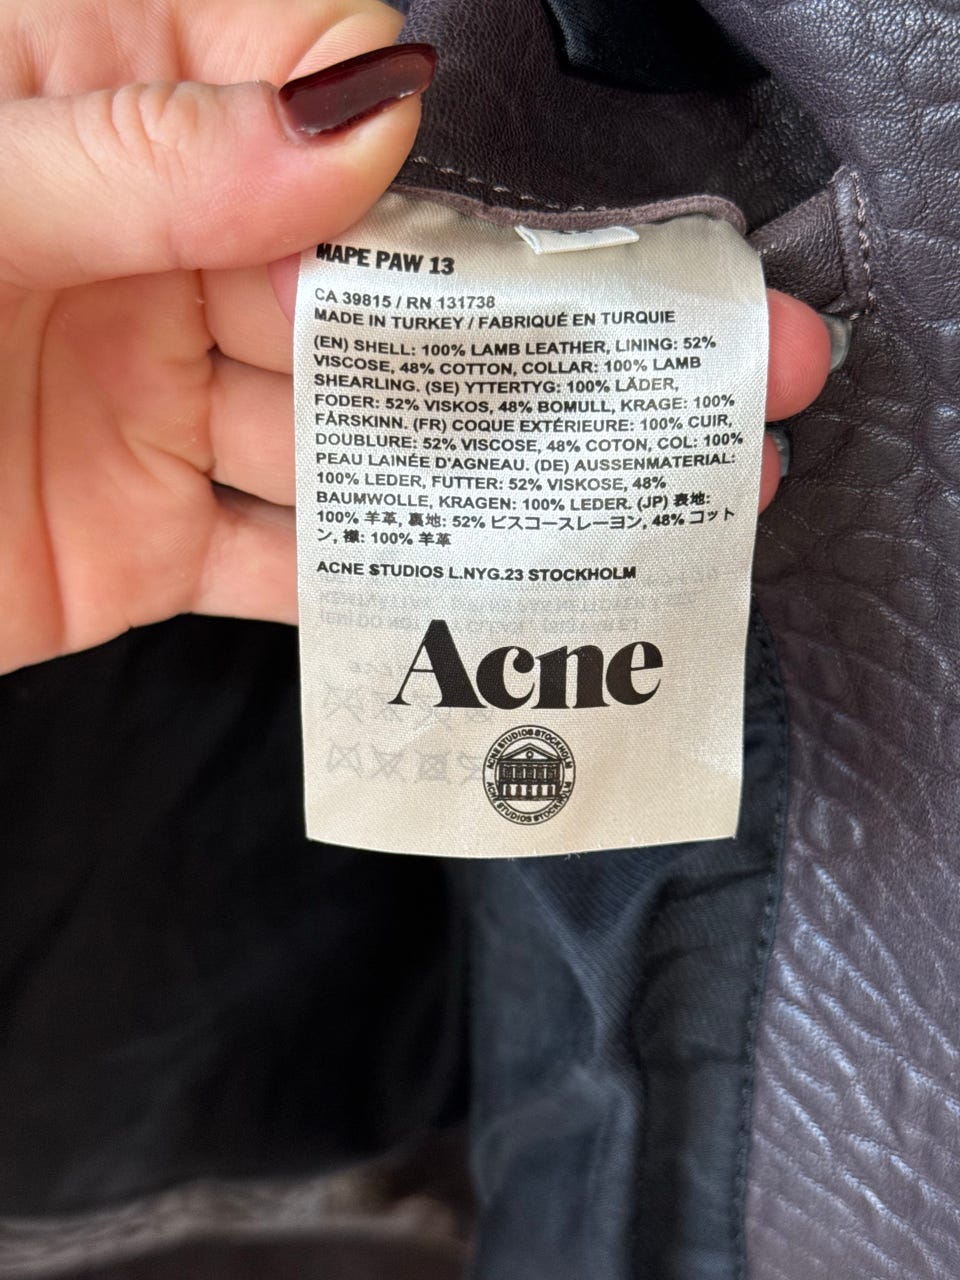 MAPE PAW 13
CA 39815 / RN 131738
MADE IN TURKEY / FABRIQUÉ EN TURQUIE
(EN) SHELL: 100% LAMB LEATHER, LINING: 52%
VISCOSE, 48% COTTON, COLLAR: 100% LAMB
SHEARLING. (SE) YTTERTYG: 100% LÄDER,
FODER: 52% VISKOS, 48% BOMULL, KRAGE: 100%
FÅRSKINN. (FR) COQUE EXTÉRIEURE: 100% CUIR,
DOUBLURE: 52% VISCOSE, 48% COTON, COL: 100%
PEAU LAINÉE D'AGNEAU. (DE) AUSSENMATERIAL:
100% LEDER, FUTTER: 52% VISKOSE, 48%
BAUMWOLLE, KRAGEN: 100% LEDER. (JP) 表地:
100% 羊革, 裏地: 52% ビスコースレーヨン, 48% コット
ン, 襟: 100% 羊革
ACNE STUDIOS L.NYG.23 STOCKHOLM
Acne
ACNE STUDIOS STOCKHOLM
ACNE STUDIOS STOCKHOLM